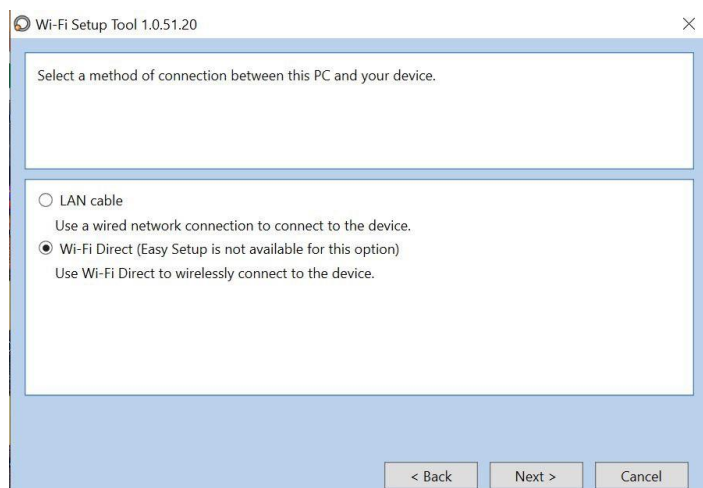 Wi-Fi Setup Tool 1.0.51.20
Select a method of connection between this PC and your device.
LAN cable
Use a wired network connection to connect to the device.
Wi-Fi Direct (Easy Setup is not available for this option)
Use Wi-Fi Direct to wirelessly connect to the device.
< Back Next > Cancel